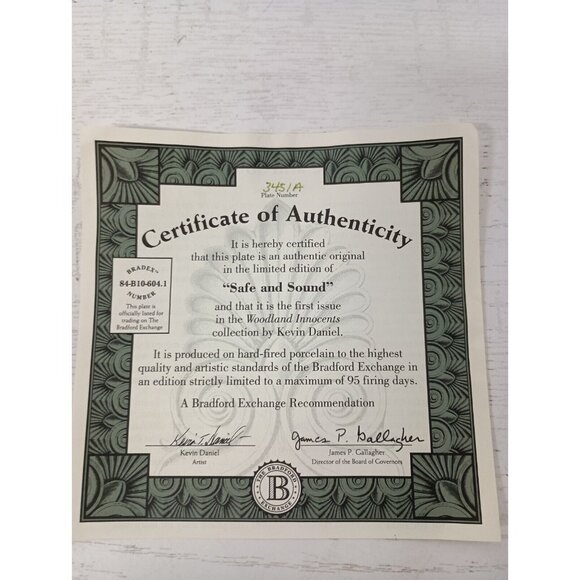 3451A
Plate Number
Certificate of Authenticity
It is hereby certified
that this plate is an authentic original
in the limited edition of
“Safe and Sound”
and that it is the first issue
in the Woodland Innocents
collection by Kevin Daniel.
BRADEX™
84-B10-604.1
NUMBER
This plate is
officially listed for
trading on The
Bradford Exchange
It is produced on hard-fired porcelain to the highest
quality and artistic standards of the Bradford Exchange in
an edition strictly limited to a maximum of 95 firing days.
A Bradford Exchange Recommendation
Kevin T. Daniel
James P. Gallagher
Kevin Daniel
Artist
James P. Gallagher
Director of the Board of Governors
THE BRADFORD
B
EXCHANGE